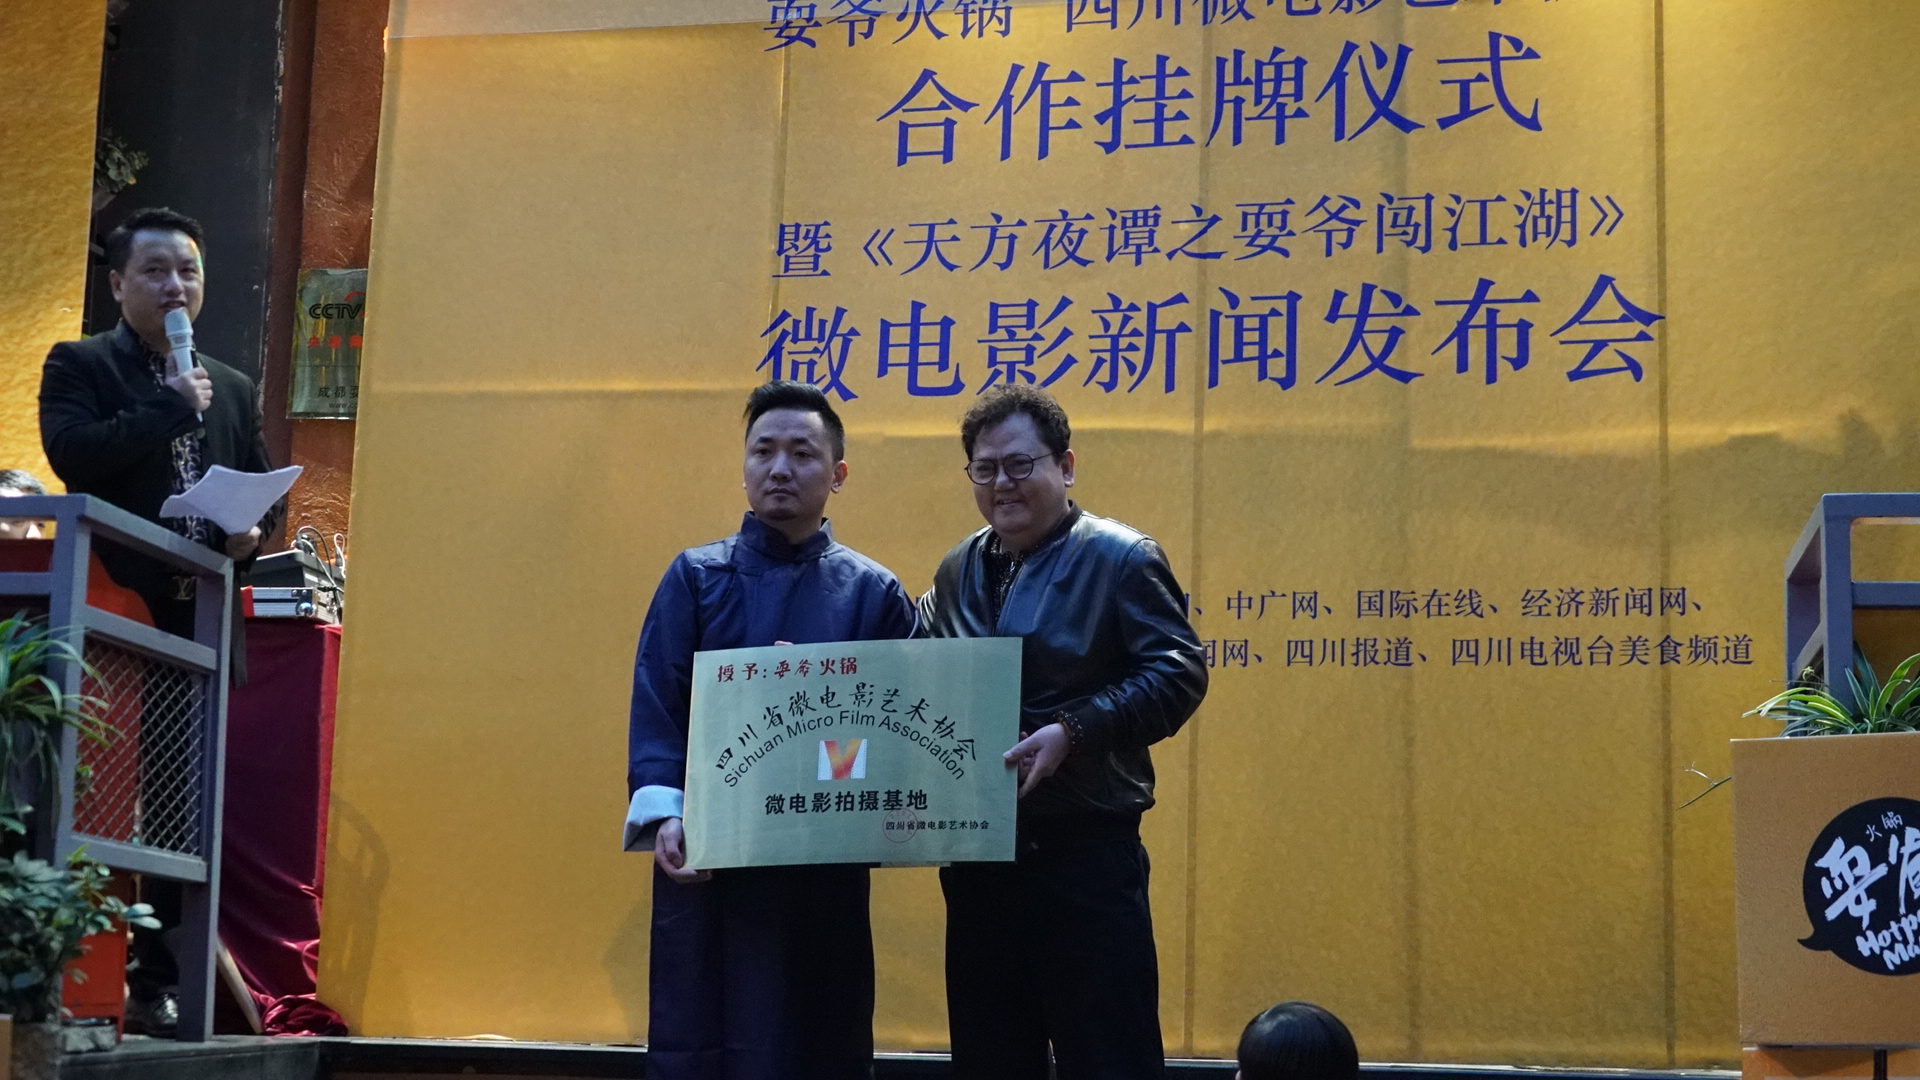 耍爷火锅 四川微电影艺术
合作挂牌仪式
暨《天方夜谭之耍爷闯江湖》
微电影新闻发布会
、中广网、国际在线、经济新闻网、
闻网、四川报道、四川电视台美食频道
CCTV
成都
授予:耍爷火锅
四川省微电影艺术协会
Sichuan Micro Film Association
微电影拍摄基地
四川省微电影艺术协会
火锅
耍爷